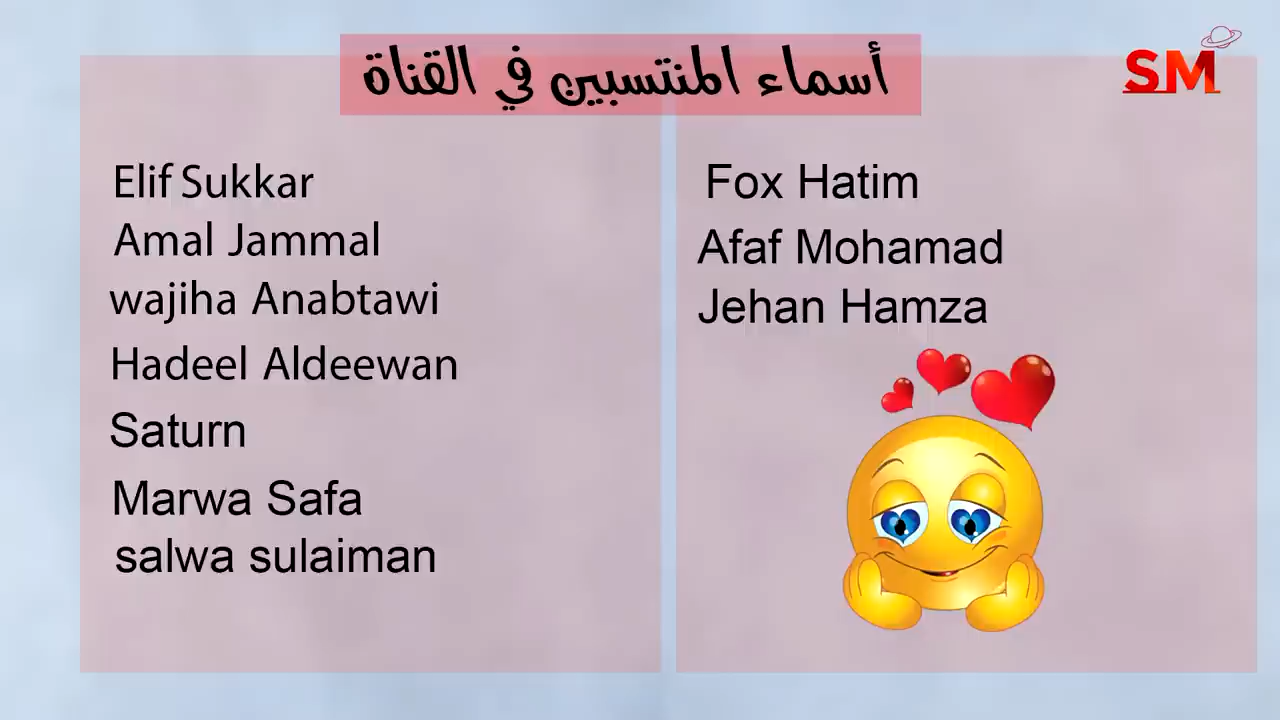 أسماء المنتسبين في القناة
SM
Elif Sukkar
Amal Jammal
wajiha Anabtawi
Hadeel Aldeewan
Saturn
Marwa Safa
salwa sulaiman
Fox Hatim
Afaf Mohamad
Jehan Hamza